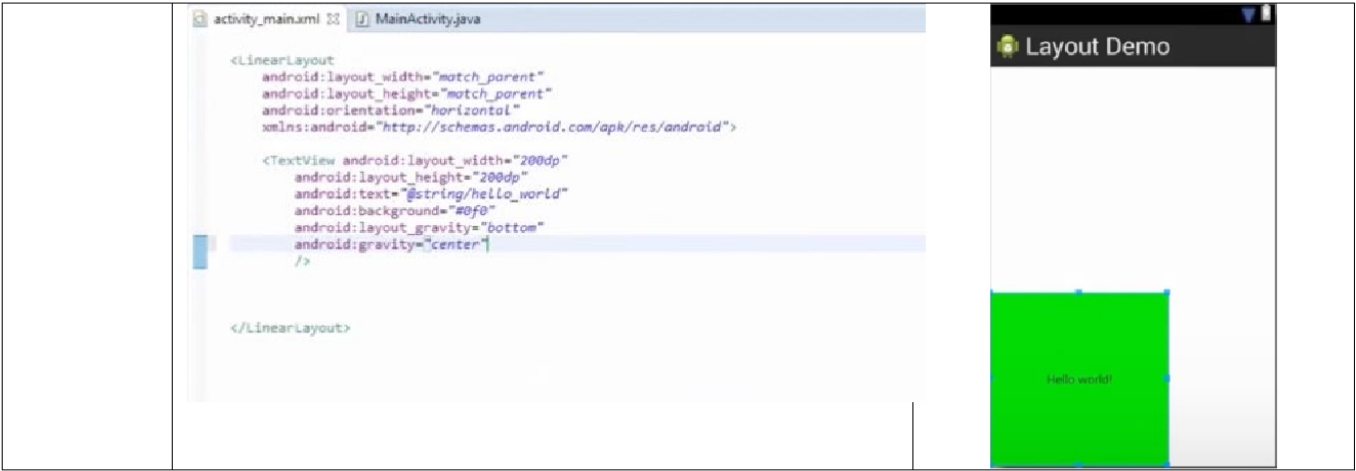 activity_main.xml MainActivity.java
<LinearLayout
android:layout_width="match_parent"
android:layout_height="match_parent"
android:orientation="horizontal"
xmlns:android="http://schemas.android.com/apk/res/android">
<TextView android:layout_width="200dp"
android:layout_height="200dp"
android:text="@string/hello_world"
android:background="#0f0"
android:layout_gravity="bottom"
android:gravity="center"
/>
</LinearLayout>
Layout Demo
Hello world!